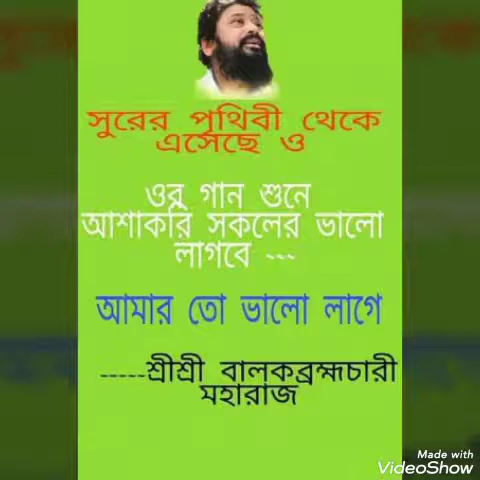 সুরের পৃথিবী থেকে
এসেছে ও
ওর গান শুনে
আশাকরি সকলের ভালো
লাগবে ~~~
আমার তো ভালো লাগে
-----শ্রীশ্রী বালকব্রহ্মচারী
মহারাজ
Made with
VideoShow